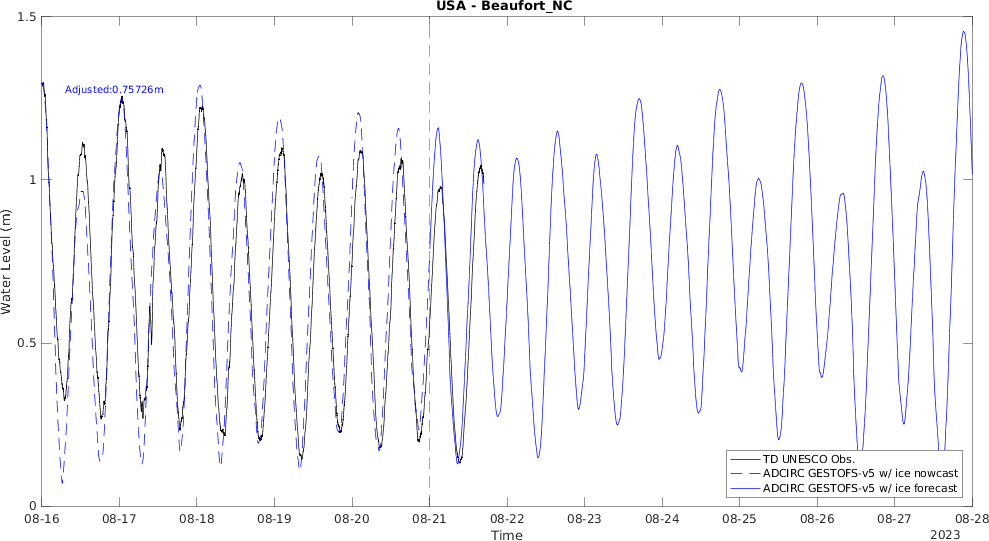 USA - Beaufort_NC
1.5
Adjusted:0.75726m
1
Water Level (m)
0.5
0
TD UNESCO Obs.
ADCIRC GESTOFS-v5 w/ ice nowcast
ADCIRC GESTOFS-v5 w/ ice forecast
08-16 08-17 08-18 08-19 08-20 08-21 08-22 08-23 08-24 08-25 08-26 08-27 08-28
Time
2023